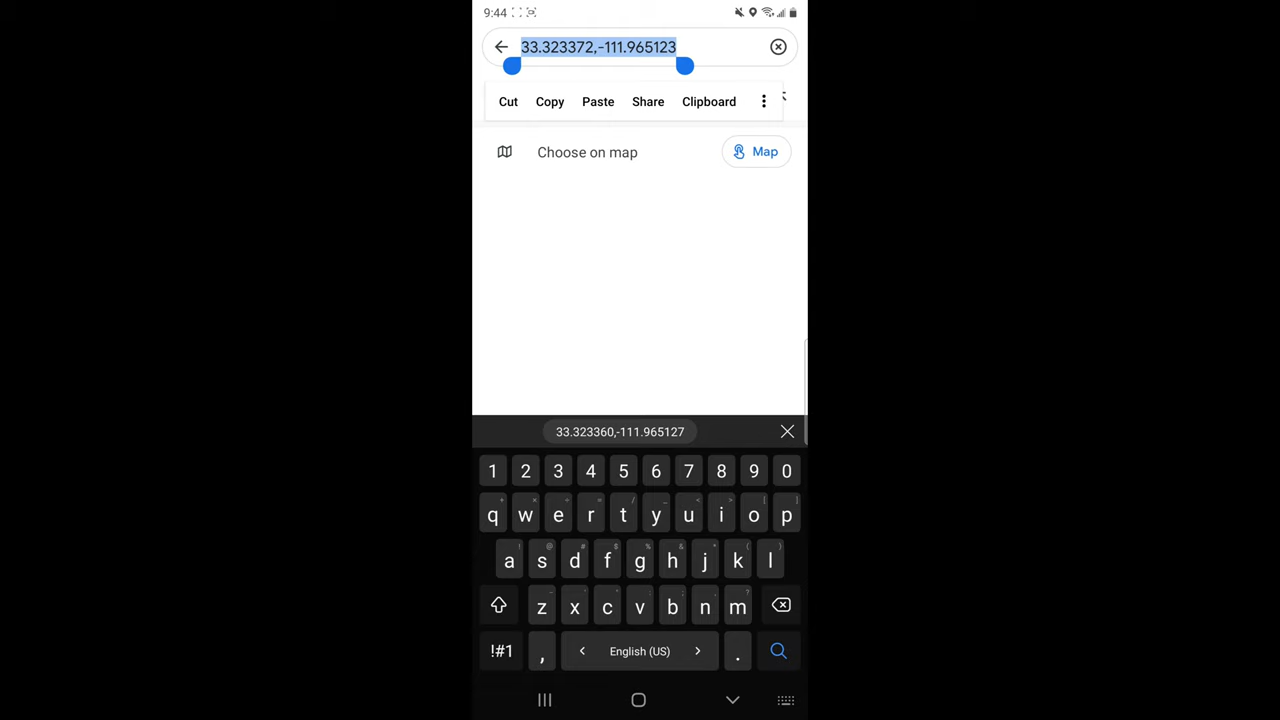 9:44
33.323372,-111.965123
Cut Copy Paste Share Clipboard
Choose on map Map
33.323360,-111.965127
1 2 3 4 5 6 7 8 9 0
q w e r t y u i o p
a s d f g h j k l
z x c v b n m
!#1 , < English (US) > .